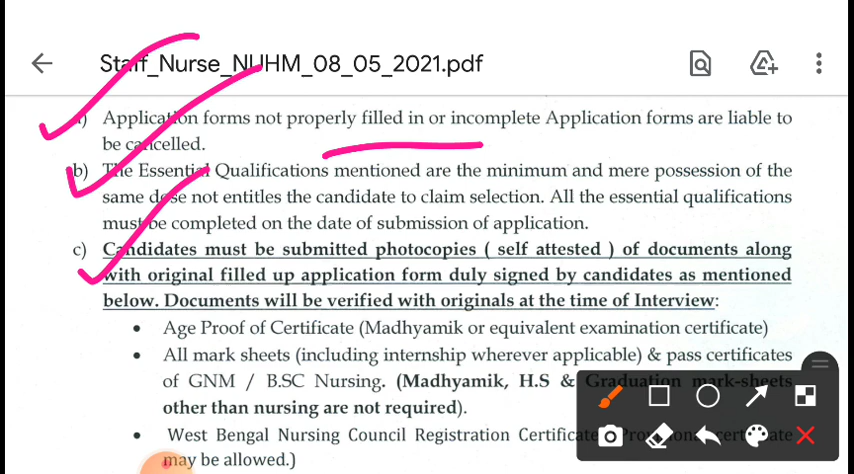 Staff_Nurse_NUHM_08_05_2021.pdf
a) Application forms not properly filled in or incomplete Application forms are liable to
be cancelled.
b) The Essential Qualifications mentioned are the minimum and mere possession of the
same dose not entitles the candidate to claim selection. All the essential qualifications
must be completed on the date of submission of application.
c) Candidates must be submitted photocopies ( self attested ) of documents along
with original filled up application form duly signed by candidates as mentioned
below. Documents will be verified with originals at the time of Interview:
• Age Proof of Certificate (Madhyamik or equivalent examination certificate)
• All mark sheets (including internship wherever applicable) & pass certificates
of GNM / B.SC Nursing. (Madhyamik, H.S & Graduation mark-sheets
other than nursing are not required).
• West Bengal Nursing Council Registration Certificate
may be allowed.)